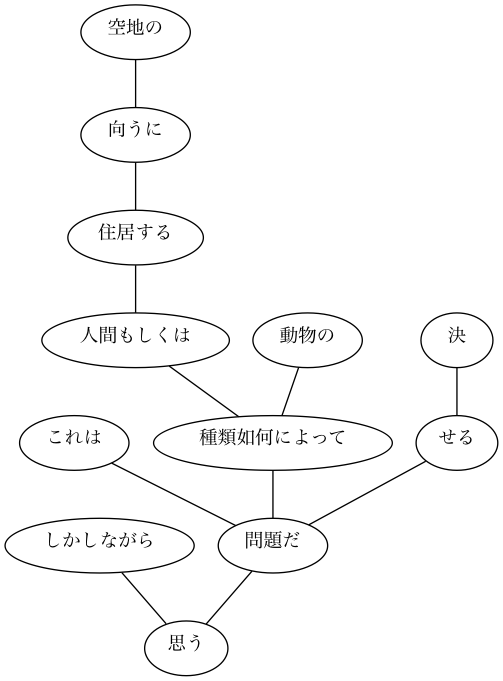 空地の
向うに
住居する
人間もしくは
動物の
決
これは
種類如何によって
せる
しかしながら
問題だ
思う